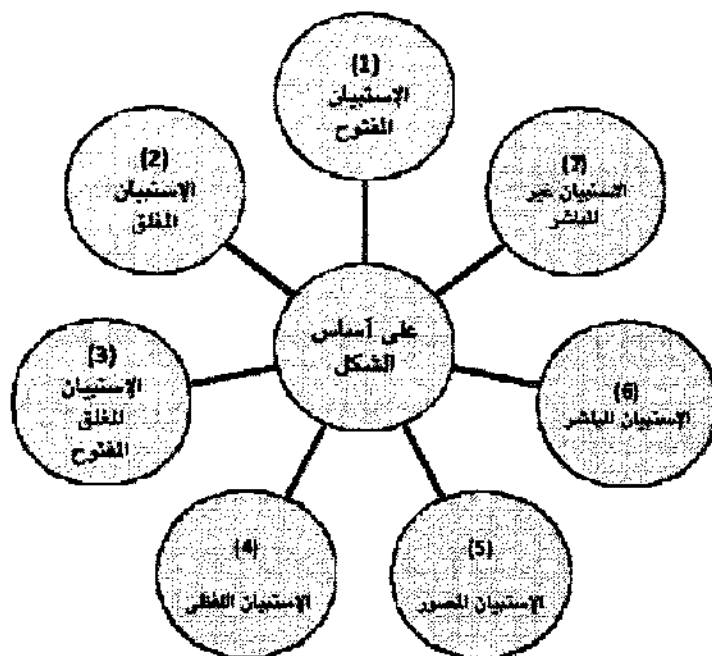 على أساس
الشكل
(1)
الإستبيان
المفتوح
(2)
الإستبيان
المغلق
(3)
الإستبيان
المغلق
المفتوح
(4)
الإستبيان اللفظي
(5)
الإستبيان المصور
(6)
الإستبيان المباشر
(7)
الاستبيان غير
المباشر